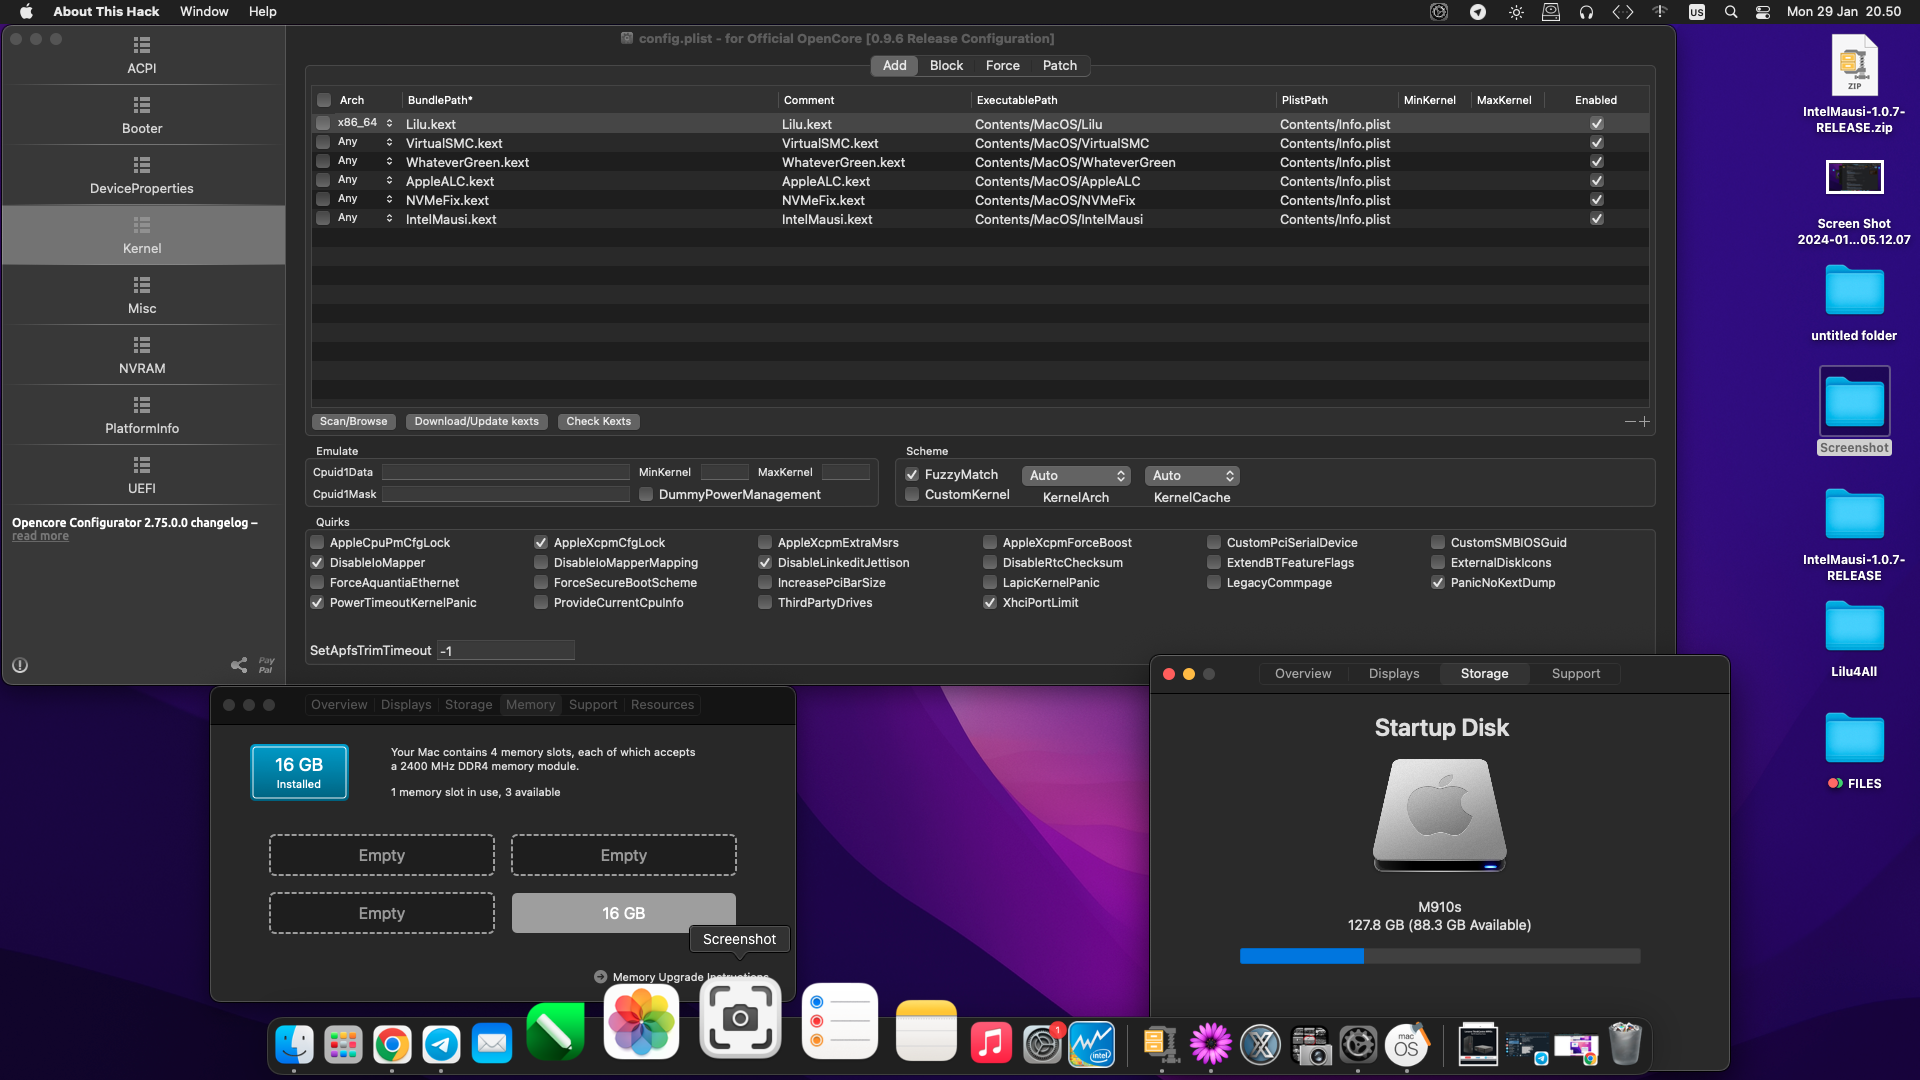 About This Hack Window Help
US Mon 29 Jan 20.50
config.plist - for Official OpenCore [0.9.6 Release Configuration]
ACPI
Booter
DeviceProperties
Kernel
Misc
NVRAM
PlatformInfo
UEFI
Opencore Configurator 2.75.0.0 changelog –
read more
Pay
Pal
Add Block Force Patch
Arch BundlePath* Comment ExecutablePath PlistPath MinKernel MaxKernel Enabled
x86_64 Lilu.kext Lilu.kext Contents/MacOS/Lilu Contents/Info.plist
Any VirtualSMC.kext VirtualSMC.kext Contents/MacOS/VirtualSMC Contents/Info.plist
Any WhateverGreen.kext WhateverGreen.kext Contents/MacOS/WhateverGreen Contents/Info.plist
Any AppleALC.kext AppleALC.kext Contents/MacOS/AppleALC Contents/Info.plist
Any NVMeFix.kext NVMeFix.kext Contents/MacOS/NVMeFix Contents/Info.plist
Any IntelMausi.kext IntelMausi.kext Contents/MacOS/IntelMausi Contents/Info.plist
Scan/Browse Download/Update kexts Check Kexts
Emulate
Cpuid1Data MinKernel MaxKernel
Cpuid1Mask DummyPowerManagement
Scheme
FuzzyMatch Auto Auto
CustomKernel KernelArch KernelCache
Quirks
AppleCpuPmCfgLock AppleXcpmCfgLock AppleXcpmExtraMsrs AppleXcpmForceBoost CustomPciSerialDevice CustomSMBIOSGuid
DisableIoMapper DisableIoMapperMapping DisableLinkeditJettison DisableRtcChecksum ExtendBTFeatureFlags ExternalDiskIcons
ForceAquantiaEthernet ForceSecureBootScheme IncreasePciBarSize LapicKernelPanic LegacyCommpage PanicNoKextDump
PowerTimeoutKernelPanic ProvideCurrentCpuInfo ThirdPartyDrives XhciPortLimit
SetApfsTrimTimeout -1
Overview Displays Storage Memory Support Resources
16 GB
Installed
Your Mac contains 4 memory slots, each of which accepts
a 2400 MHz DDR4 memory module.
1 memory slot in use, 3 available
Empty Empty
Empty 16 GB
Screenshot
Memory Upgrade Instructions
Overview Displays Storage Support
Startup Disk
M910s
127.8 GB (88.3 GB Available)
ZIP
IntelMausi-1.0.7-
RELEASE.zip
Screen Shot
2024-01...05.12.07
untitled folder
Screenshot
IntelMausi-1.0.7-
RELEASE
Lilu4All
FILES
1
intel
mac
OS